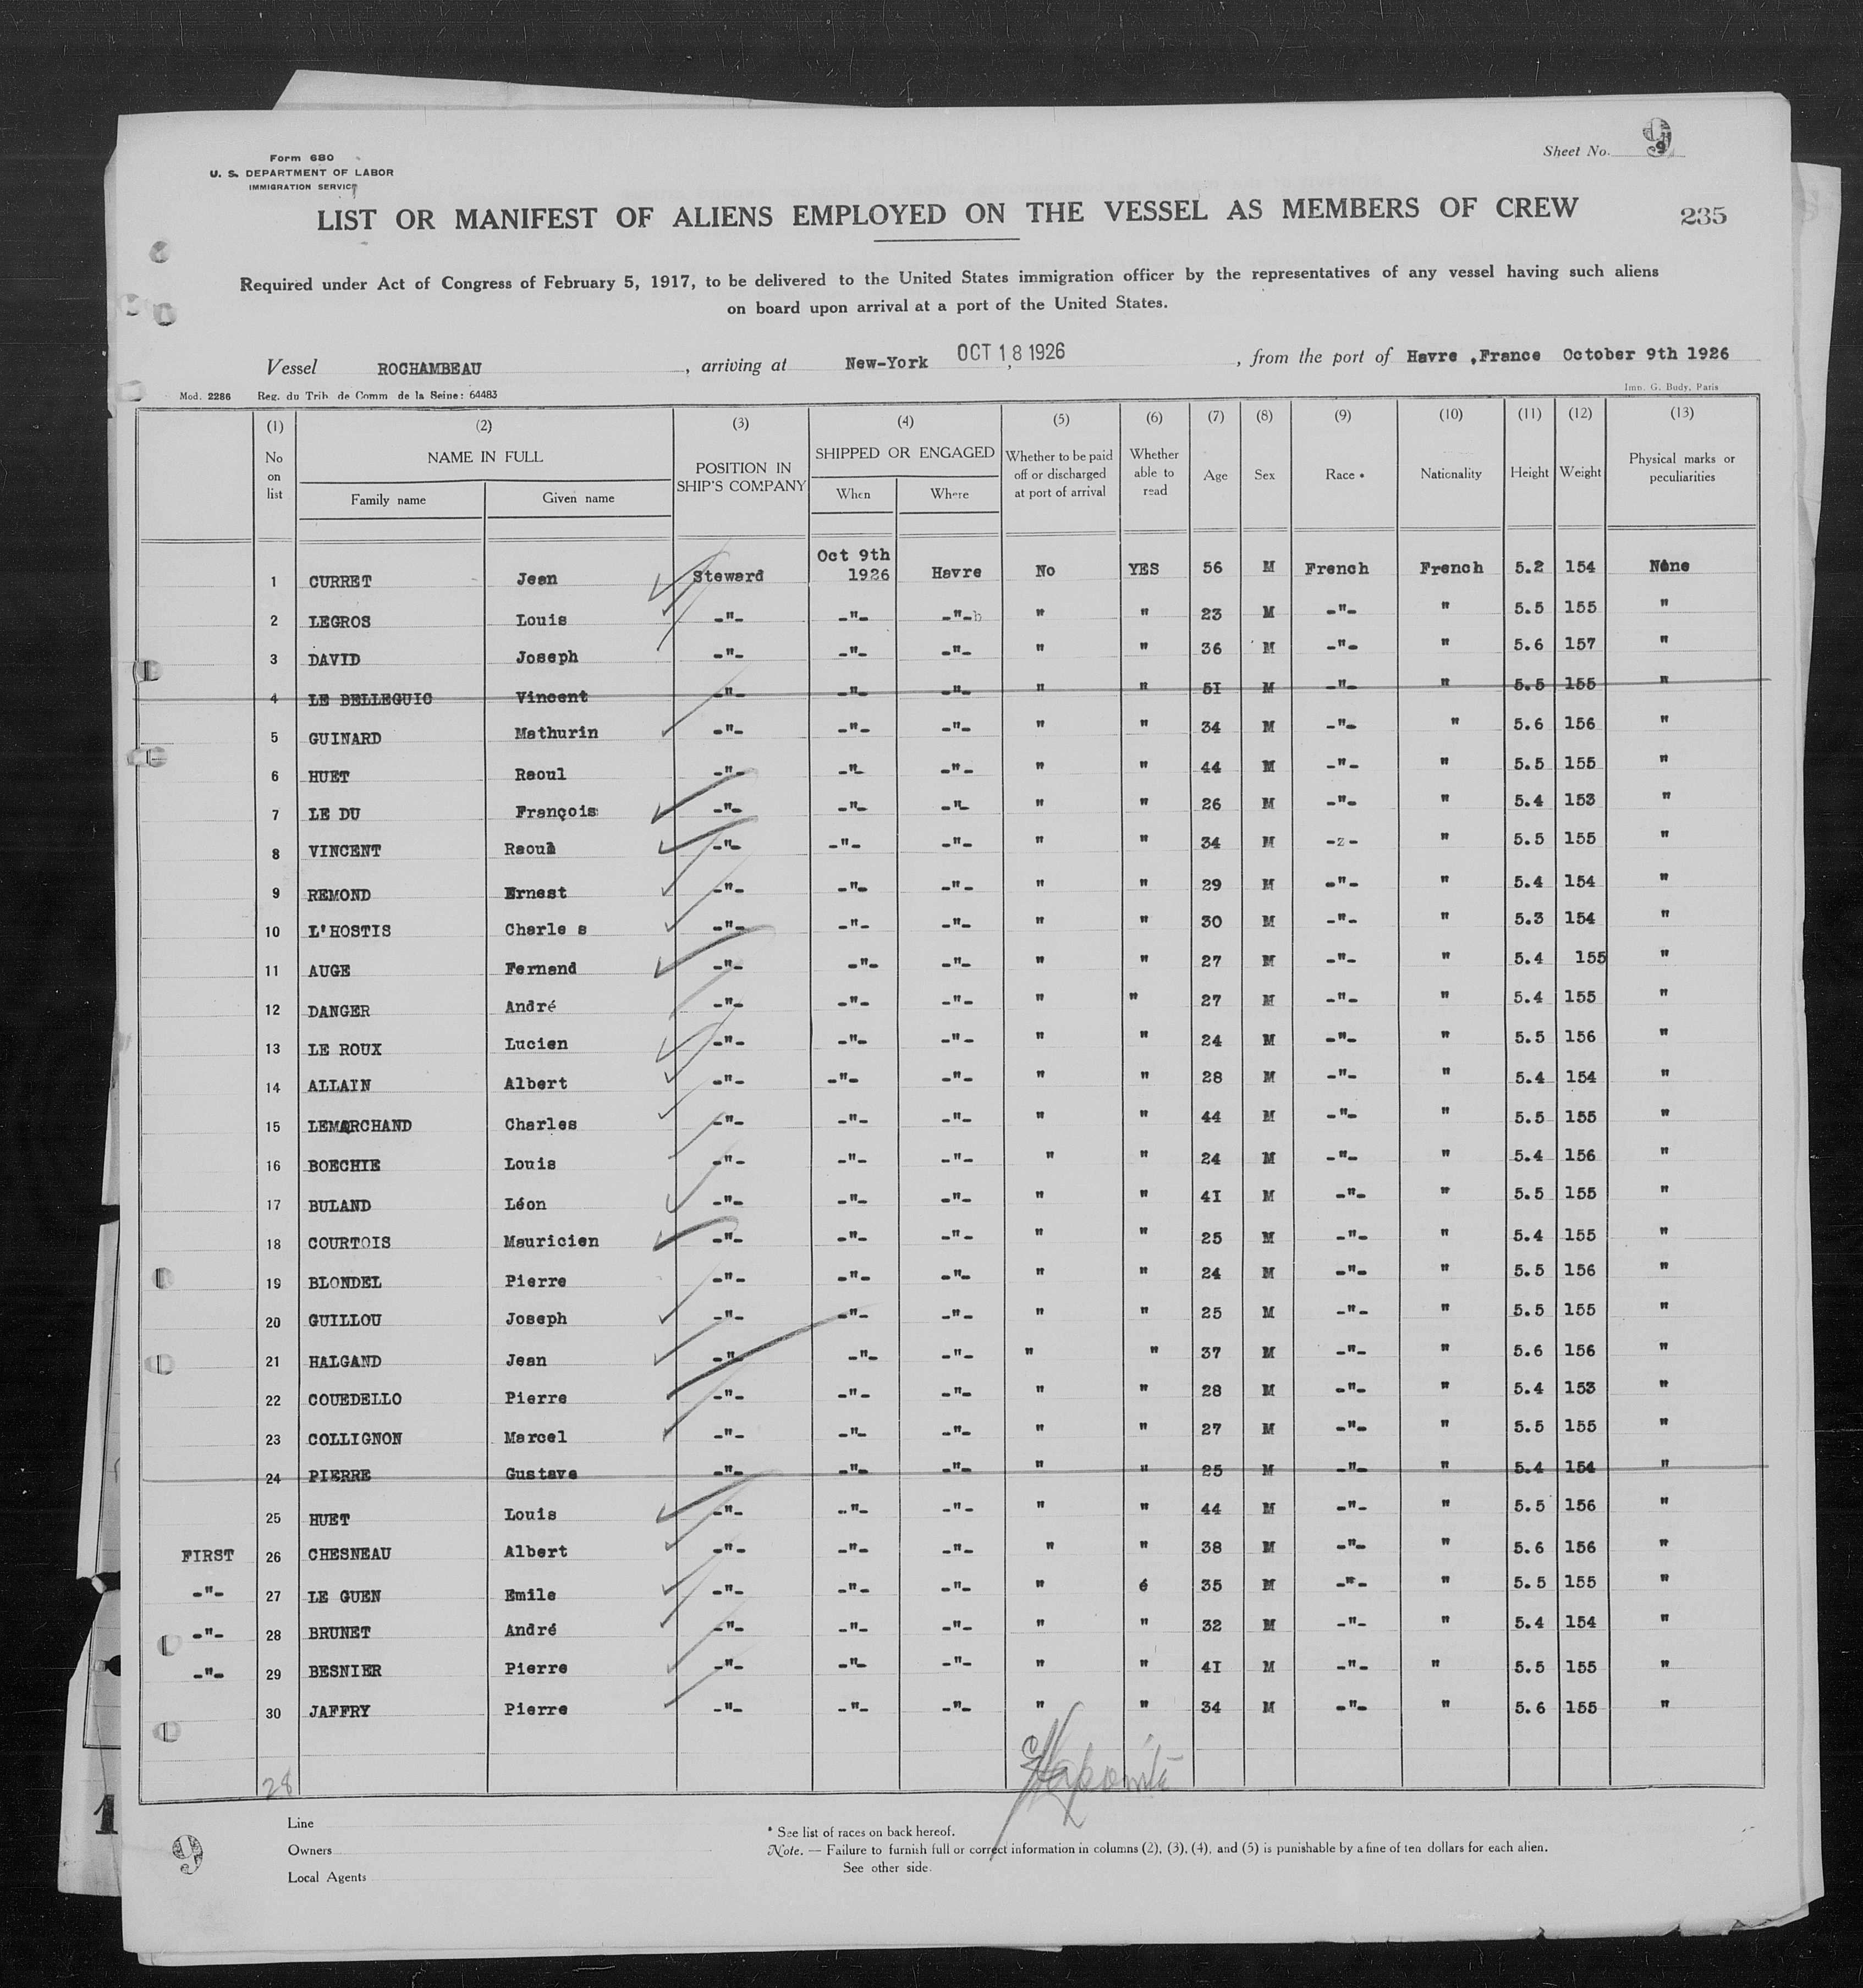 Form 680
U. S. DEPARTMENT OF LABOR
IMMIGRATION SERVICE
Sheet No. 9
LIST OR MANIFEST OF ALIENS EMPLOYED ON THE VESSEL AS MEMBERS OF CREW
235
Required under Act of Congress of February 5, 1917, to be delivered to the United States immigration officer by the representatives of any vessel having such aliens
on board upon arrival at a port of the United States.
Vessel ROCHAMBEAU , arriving at New-York OCT 18 1926 , from the port of Havre ,France October 9th 1926
Mod. 2286 Reg. du Trib. de Comm de la Seine: 64483 Imp. G. Budy, Paris
(1) (2) (3) (4) (5) (6) (7) (8) (9) (10) (11) (12) (13)
No on list NAME IN FULL Family name Given name POSITION IN SHIP'S COMPANY SHIPPED OR ENGAGED When Where Whether to be paid off or discharged at port of arrival Whether able to read Age Sex Race * Nationality Height Weight Physical marks or peculiarities
1 CURRET Jean Steward Oct 9th 1926 Havre No YES 56 M French French 5.2 154 None
2 LEGROS Louis -"- -"- -"-b " " 23 M -"- " 5.5 155 "
3 DAVID Joseph -"- -"- -"- " " 36 M -"- " 5.6 157 "
4 LE BELLEGUIC Vincent -"- -"- -"- " " 5I M -"- " 5.5 155 "
5 GUINARD Mathurin -"- -"- -"- " " 34 M -"- " 5.6 156 "
6 HUET Raoul -"- -"- -"- " " 44 M -"- " 5.5 155 "
7 LE DU François -"- -"- -"- " " 26 M -"- " 5.4 153 "
8 VINCENT Raoul -"- -"- -"- " " 34 M -z- " 5.5 155 "
9 REMOND Ernest -"- -"- -"- " " 29 M -"- " 5.4 154 "
10 L'HOSTIS Charle s -"- -"- -"- " " 30 M -"- " 5.3 154 "
11 AUGE Fernand -"- -"- -"- " " 27 M -"- " 5.4 155 "
12 DANGER André -"- -"- -"- " " 27 M -"- " 5.4 155 "
13 LE ROUX Lucien -"- -"- -"- " " 24 M -"- " 5.5 156 "
14 ALLAIN Albert -"- -"- -"- " " 28 M -"- " 5.4 154 "
15 LEMARCHAND Charles -"- -"- -"- " " 44 M -"- " 5.5 155 "
16 BOECHIE Louis -"- -"- -"- " " 24 M -"- " 5.4 156 "
17 BULAND Léon -"- -"- -"- " " 4I M -"- " 5.5 155 "
18 COURTOIS Mauricien -"- -"- -"- " " 25 M -"- " 5.4 155 "
19 BLONDEL Pierre -"- -"- -"- " " 24 M -"- " 5.5 156 "
20 GUILLOU Joseph -"- -"- -"- " " 25 M -"- " 5.5 155 "
21 HALGAND Jean -"- -"- -"- " " 37 M -"- " 5.6 156 "
22 COUEDELLO Pierre -"- -"- -"- " " 28 M -"- " 5.4 153 "
23 COLLIGNON Marcel -"- -"- -"- " " 27 M -"- " 5.5 155 "
24 PIERRE Gustave -"- -"- -"- " " 25 M -"- " 5.4 154 "
25 HUET Louis -"- -"- -"- " " 44 M -"- " 5.5 156 "
FIRST 26 CHESNEAU Albert -"- -"- -"- " " 38 M -"- " 5.6 156 "
-"- 27 LE GUEN Emile -"- -"- -"- " é 35 M -"- " 5.5 155 "
-"- 28 BRUNET André -"- -"- -"- " " 32 M -"- " 5.4 154 "
-"- 29 BESNIER Pierre -"- -"- -"- " " 4I M -"- " 5.5 155 "
30 JAFFRY Pierre -"- -"- -"- " " 34 M -"- " 5.6 155 "
28
Line
Owners
Local Agents
9
* See list of races on back hereof.
Note. — Failure to furnish full or correct information in columns (2), (3), (4), and (5) is punishable by a fine of ten dollars for each alien.
See other side.
1